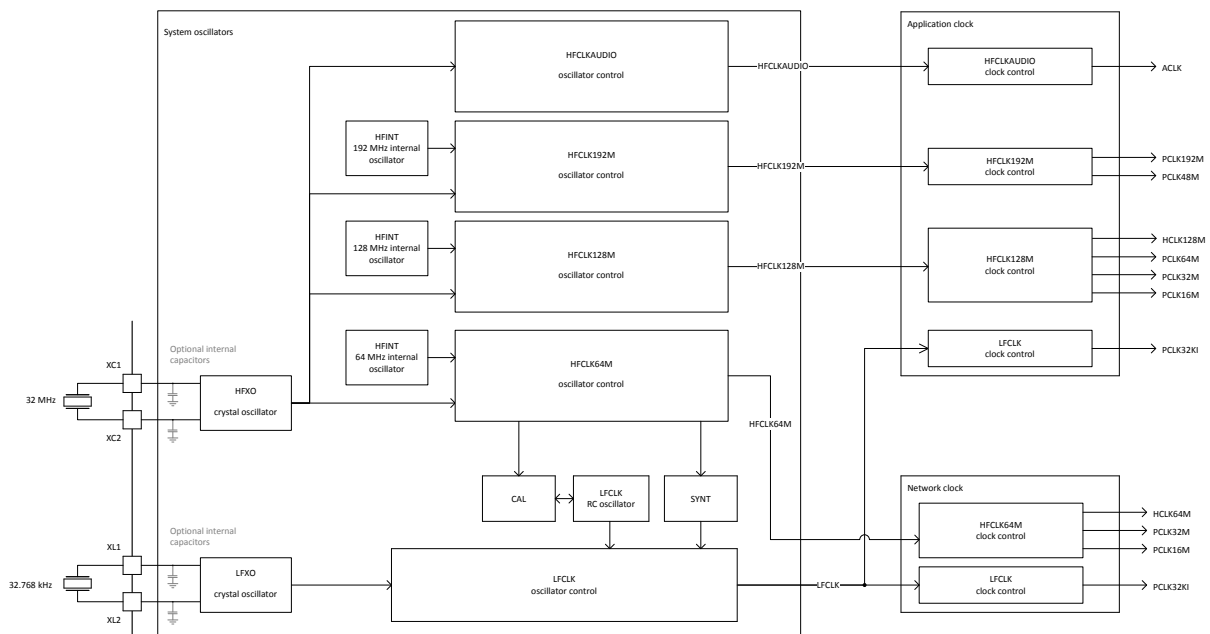 System oscillators
HFCLKAUDIO
oscillator control
HFINT
192 MHz internal
oscillator
HFCLK192M
oscillator control
HFINT
128 MHz internal
oscillator
HFCLK128M
oscillator control
HFINT
64 MHz internal
oscillator
HFCLK64M
oscillator control
Optional internal
capacitors
XC1
32 MHz
XC2
HFXO
crystal oscillator
CAL
LFCLK
RC oscillator
SYNT
Optional internal
capacitors
XL1
32.768 kHz
XL2
LFXO
crystal oscillator
LFCLK
oscillator control
HFCLKAUDIO
HFCLK192M
HFCLK128M
HFCLK64M
LFCLK
Application clock
HFCLKAUDIO
clock control
ACLK
HFCLK192M
clock control
PCLK192M
PCLK48M
HFCLK128M
clock control
HCLK128M
PCLK64M
PCLK32M
PCLK16M
LFCLK
clock control
PCLK32KI
Network clock
HFCLK64M
clock control
HCLK64M
PCLK32M
PCLK16M
LFCLK
clock control
PCLK32KI